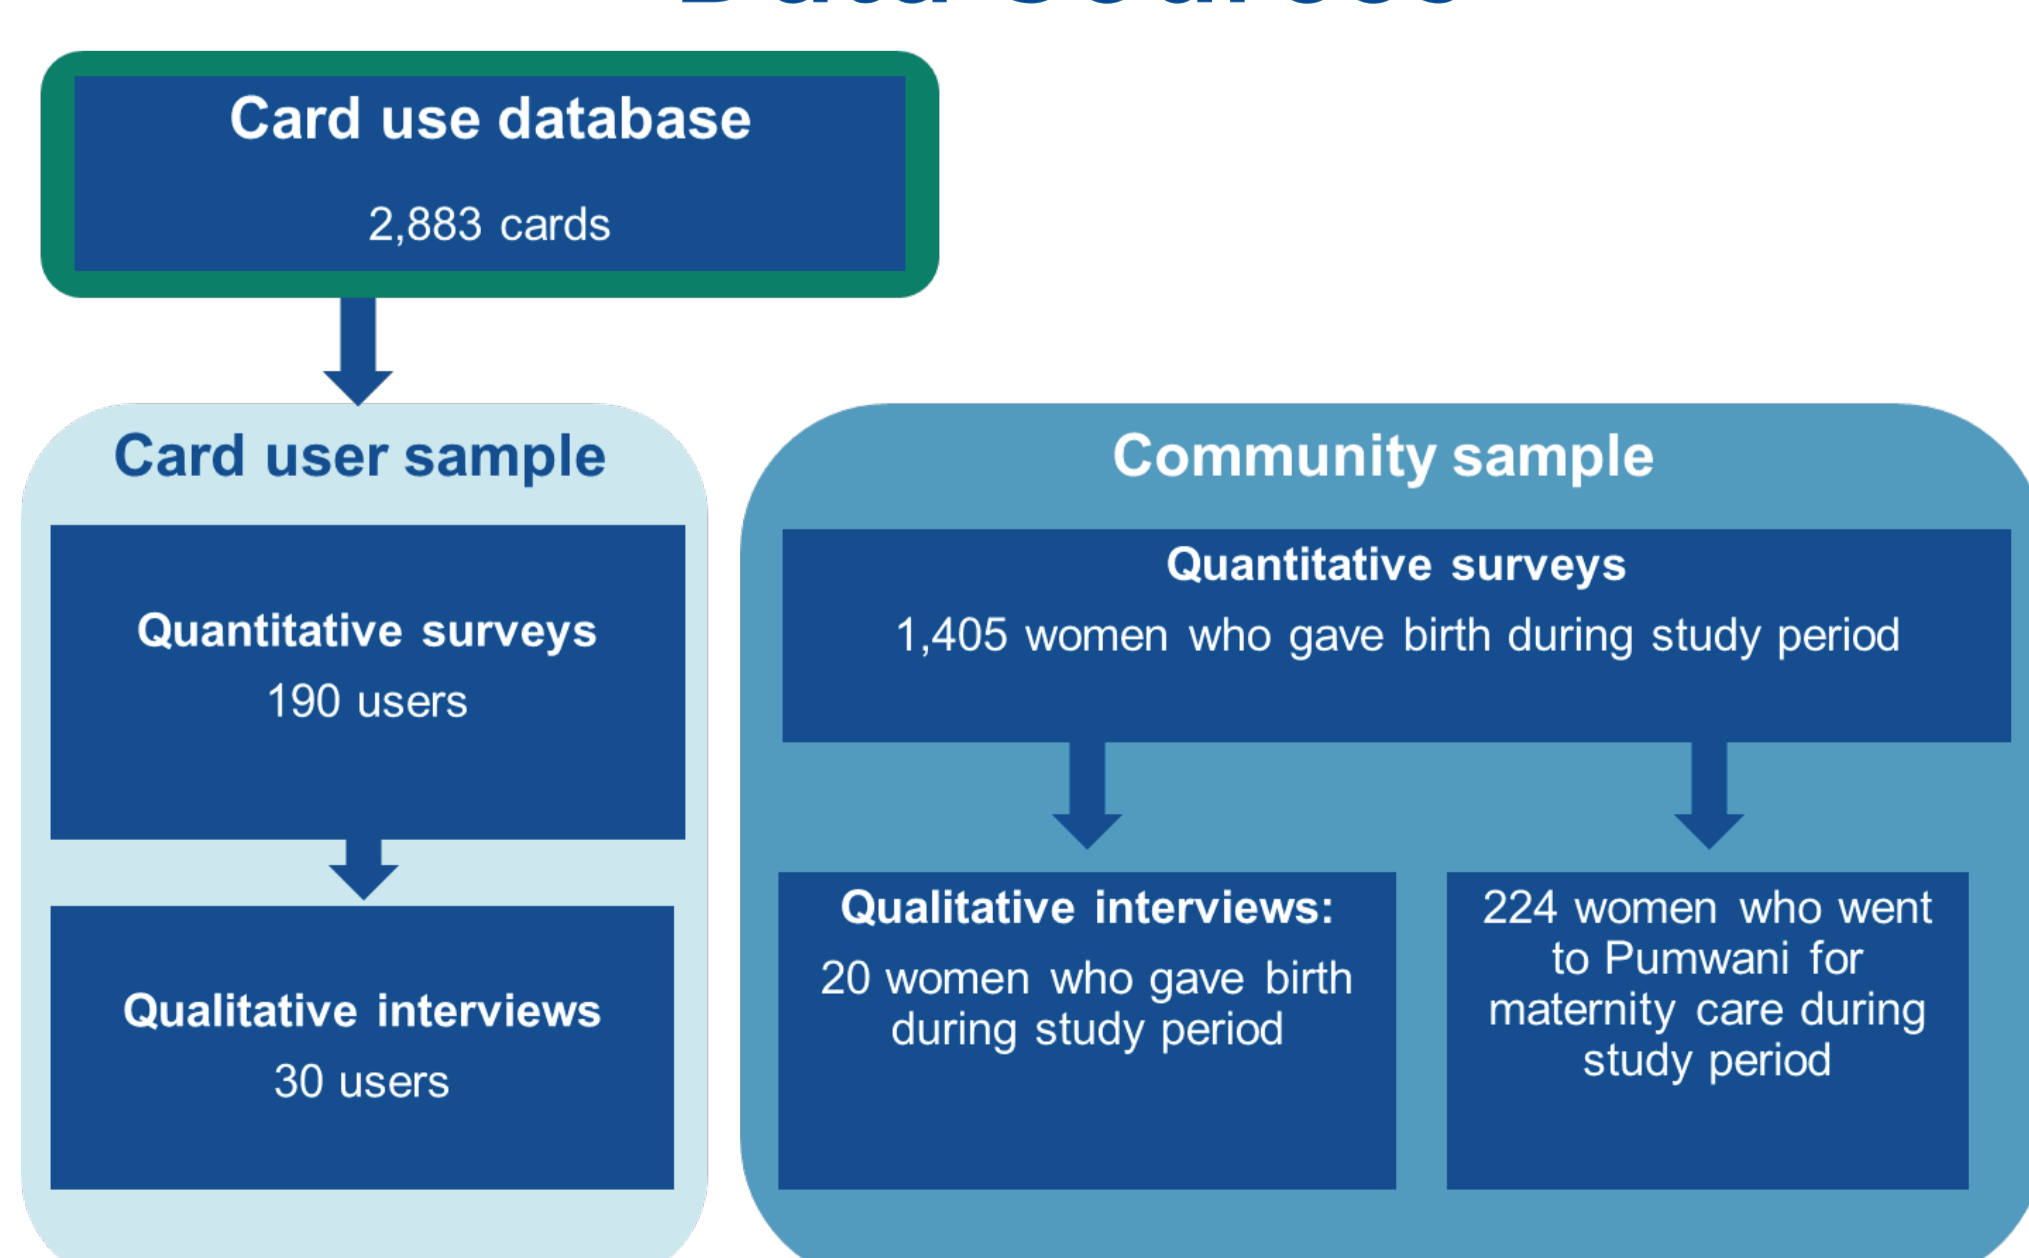 Card use database
2,883 cards
Card user sample
Quantitative surveys
190 users
Qualitative interviews
30 users
Community sample
Quantitative surveys
1,405 women who gave birth during study period
Qualitative interviews:
20 women who gave birth
during study period
224 women who went
to Pumwani for
maternity care during
study period